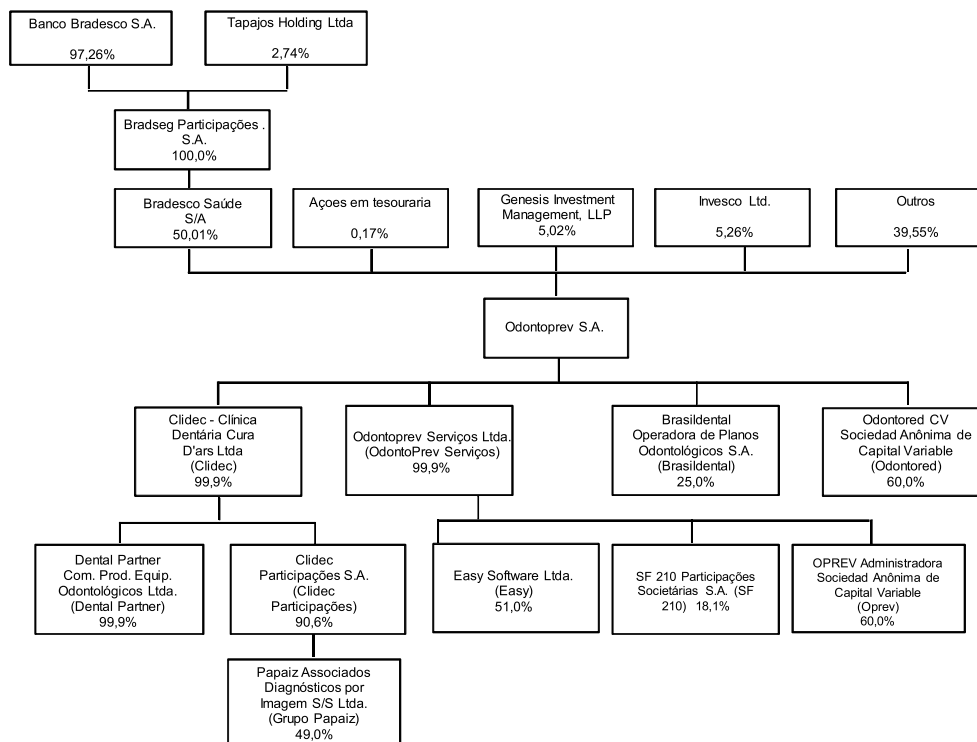 Banco Bradesco S.A.
97,26%
Tapajos Holding Ltda
2,74%
Bradseg Participações .
S.A.
100,0%
Bradesco Saúde
S/A
50,01%
Açoes em tesouraria
0,17%
Genesis Investment
Management, LLP
5,02%
Invesco Ltd.
5,26%
Outros
39,55%
Odontoprev S.A.
Clidec - Clínica
Dentária Cura
D'ars Ltda
(Clidec)
99,9%
Odontoprev Serviços Ltda.
(OdontoPrev Serviços)
99,9%
Brasildental
Operadora de Planos
Odontológicos S.A.
(Brasildental)
25,0%
Odontored CV
Sociedad Anônima de
Capital Variable
(Odontored)
60,0%
Dental Partner
Com. Prod. Equip.
Odontológicos Ltda.
(Dental Partner)
99,9%
Clidec
Participações S.A.
(Clidec
Participações)
90,6%
Easy Software Ltda.
(Easy)
51,0%
SF 210 Participações
Societárias S.A. (SF
210) 18,1%
OPREV Administradora
Sociedad Anônima de
Capital Variable
(Oprev)
60,0%
Papaiz Associados
Diagnósticos por
Imagem S/S Ltda.
(Grupo Papaiz)
49,0%